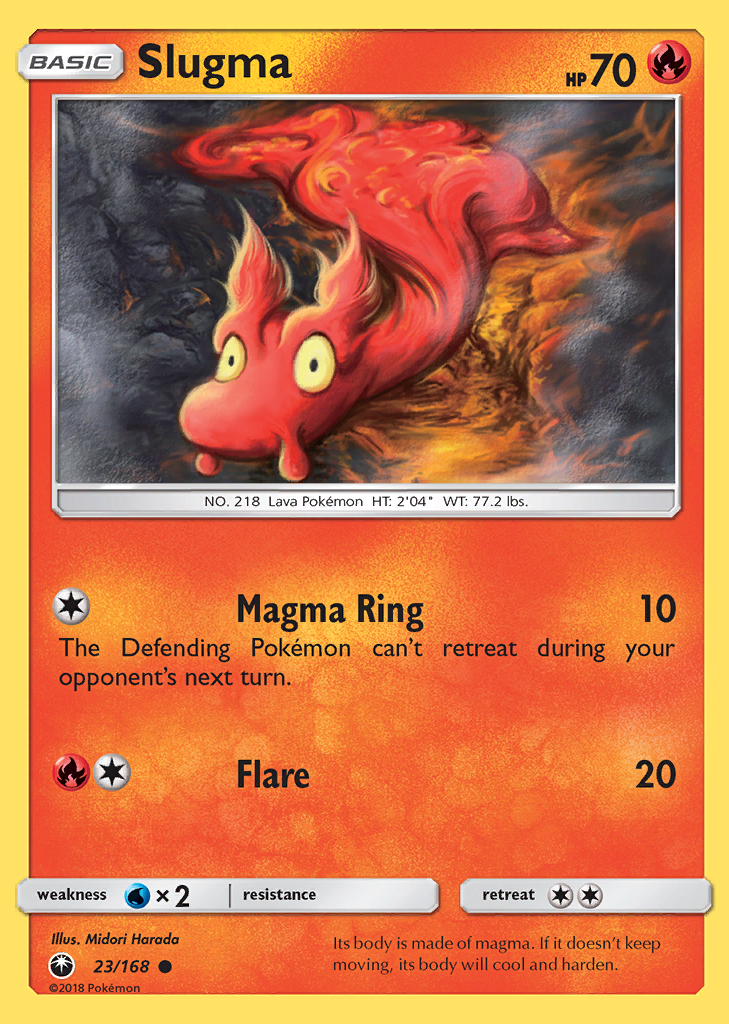 BASIC Slugma HP 70
NO. 218 Lava Pokémon HT: 2'04" WT: 77.2 lbs.
Magma Ring 10
The Defending Pokémon can't retreat during your
opponent's next turn.
Flare 20
weakness × 2 resistance retreat
Illus. Midori Harada
23/168
©2018 Pokémon
Its body is made of magma. If it doesn't keep
moving, its body will cool and harden.